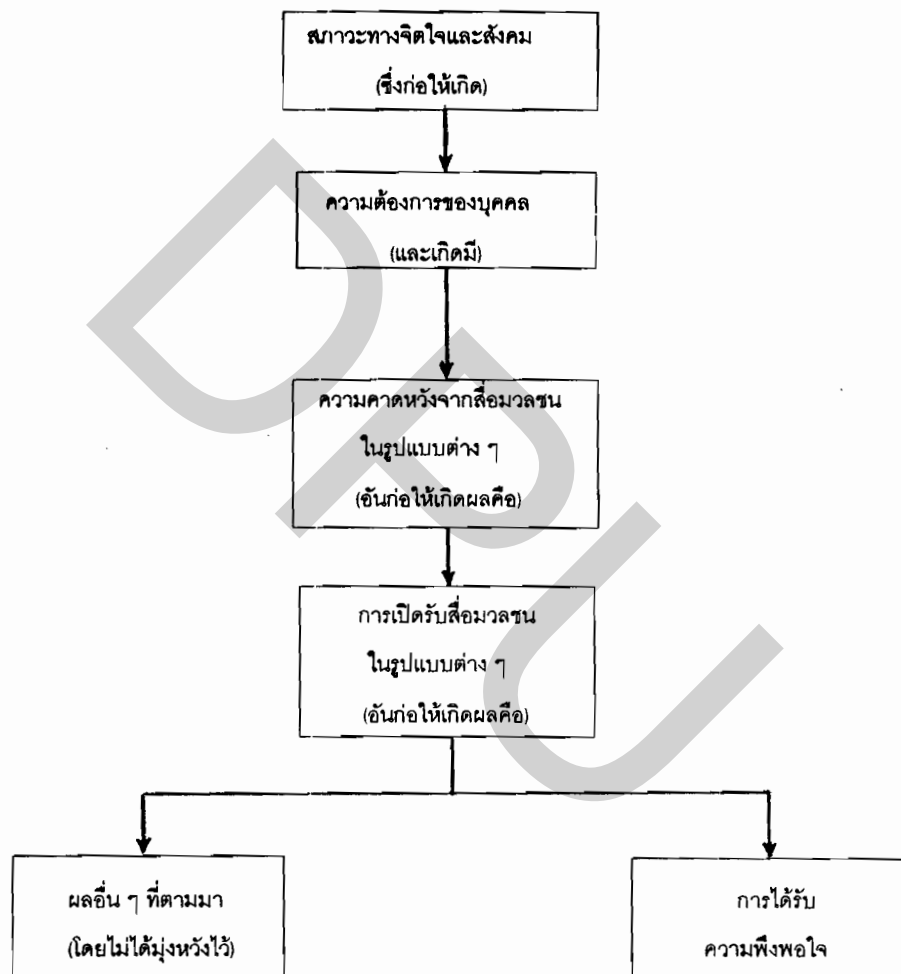 สภาวะทางจิตใจและสังคม
(ซึ่งก่อให้เกิด)
ความต้องการของบุคคล
(และเกิดมี)
ความคาดหวังจากสื่อมวลชน
ในรูปแบบต่าง ๆ
(อันก่อให้เกิดผลคือ)
การเปิดรับสื่อมวลชน
ในรูปแบบต่าง ๆ
(อันก่อให้เกิดผลคือ)
ผลอื่น ๆ ที่ตามมา
(โดยไม่ได้มุ่งหวังไว้)
การได้รับ
ความพึงพอใจ
DPU